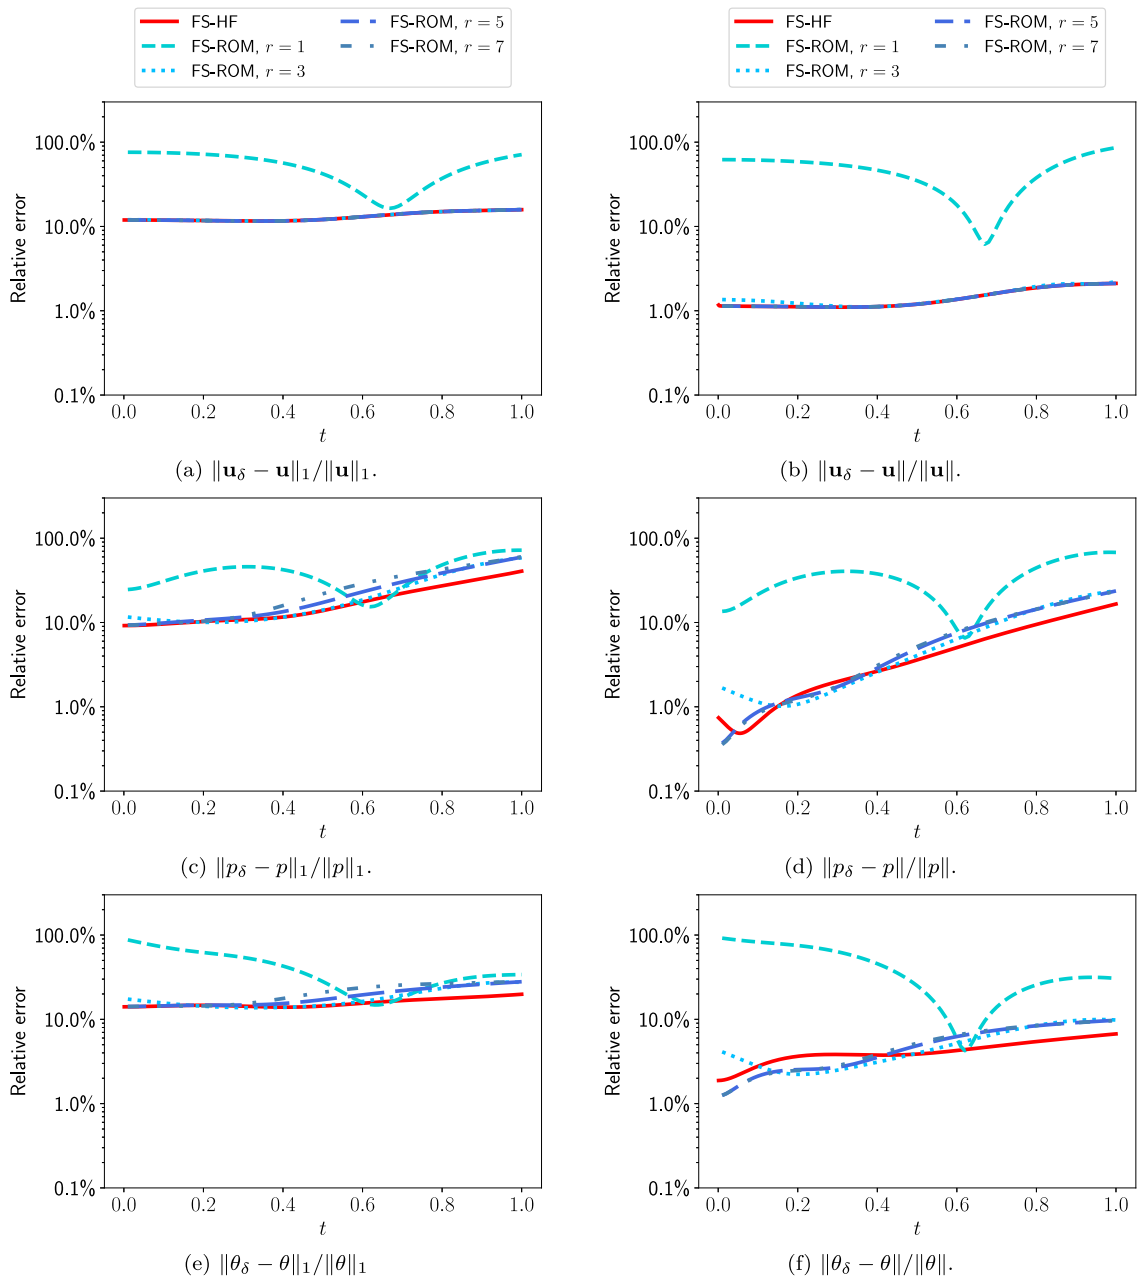 FS-HF
FS-ROM, r = 1
FS-ROM, r = 3
FS-ROM, r = 5
FS-ROM, r = 7
FS-HF
FS-ROM, r = 1
FS-ROM, r = 3
FS-ROM, r = 5
FS-ROM, r = 7
Relative error
100.0%
10.0%
1.0%
0.1%
0.0 0.2 0.4 0.6 0.8 1.0
t
(a) ‖u_δ − u‖₁/‖u‖₁.
Relative error
100.0%
10.0%
1.0%
0.1%
0.0 0.2 0.4 0.6 0.8 1.0
t
(b) ‖u_δ − u‖/‖u‖.
Relative error
100.0%
10.0%
1.0%
0.1%
0.0 0.2 0.4 0.6 0.8 1.0
t
(c) ‖p_δ − p‖₁/‖p‖₁.
Relative error
100.0%
10.0%
1.0%
0.1%
0.0 0.2 0.4 0.6 0.8 1.0
t
(d) ‖p_δ − p‖/‖p‖.
Relative error
100.0%
10.0%
1.0%
0.1%
0.0 0.2 0.4 0.6 0.8 1.0
t
(e) ‖θ_δ − θ‖₁/‖θ‖₁
Relative error
100.0%
10.0%
1.0%
0.1%
0.0 0.2 0.4 0.6 0.8 1.0
t
(f) ‖θ_δ − θ‖/‖θ‖.